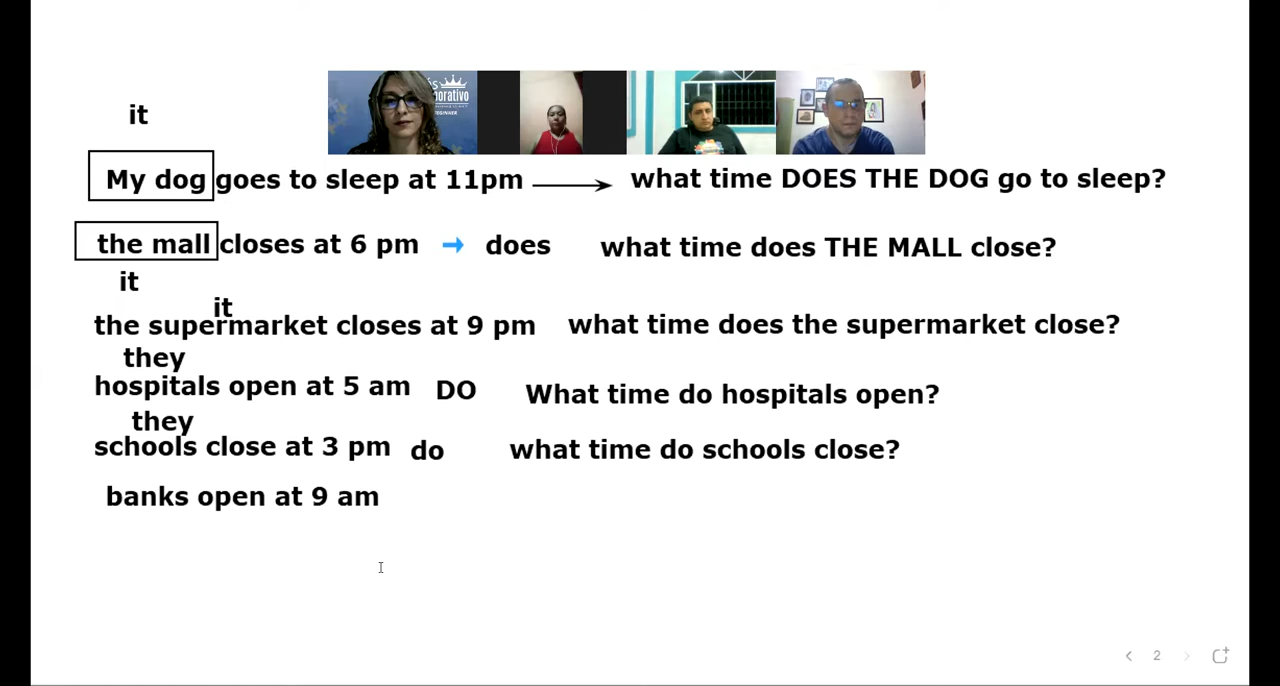 it
My dog goes to sleep at 11pm what time DOES THE DOG go to sleep?
the mall closes at 6 pm does what time does THE MALL close?
it
it
the supermarket closes at 9 pm what time does the supermarket close?
they
hospitals open at 5 am DO What time do hospitals open?
they
schools close at 3 pm do what time do schools close?
banks open at 9 am
2